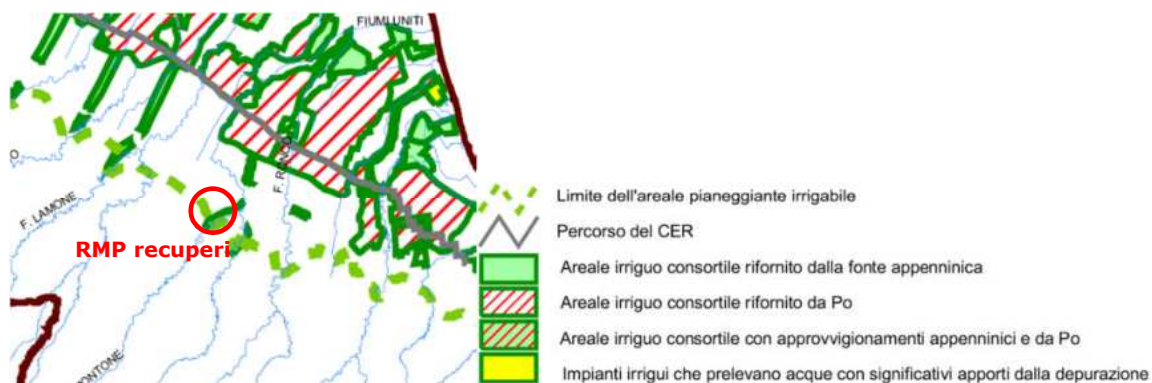 FIUMI UNITI
F. RONCO
O
F. LAMONE
RMP recuperi
MONTONE
Limite dell'areale pianeggiante irrigabile
Percorso del CER
Areale irriguo consortile rifornito dalla fonte appenninica
Areale irriguo consortile rifornito da Po
Areale irriguo consortile con approvvigionamenti appenninici e da Po
Impianti irrigui che prelevano acque con significativi apporti dalla depurazione